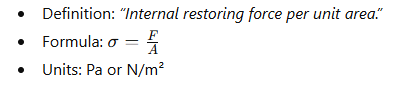 • Definition: “Internal restoring force per unit area.”
• Formula: σ = F/A
• Units: Pa or N/m²